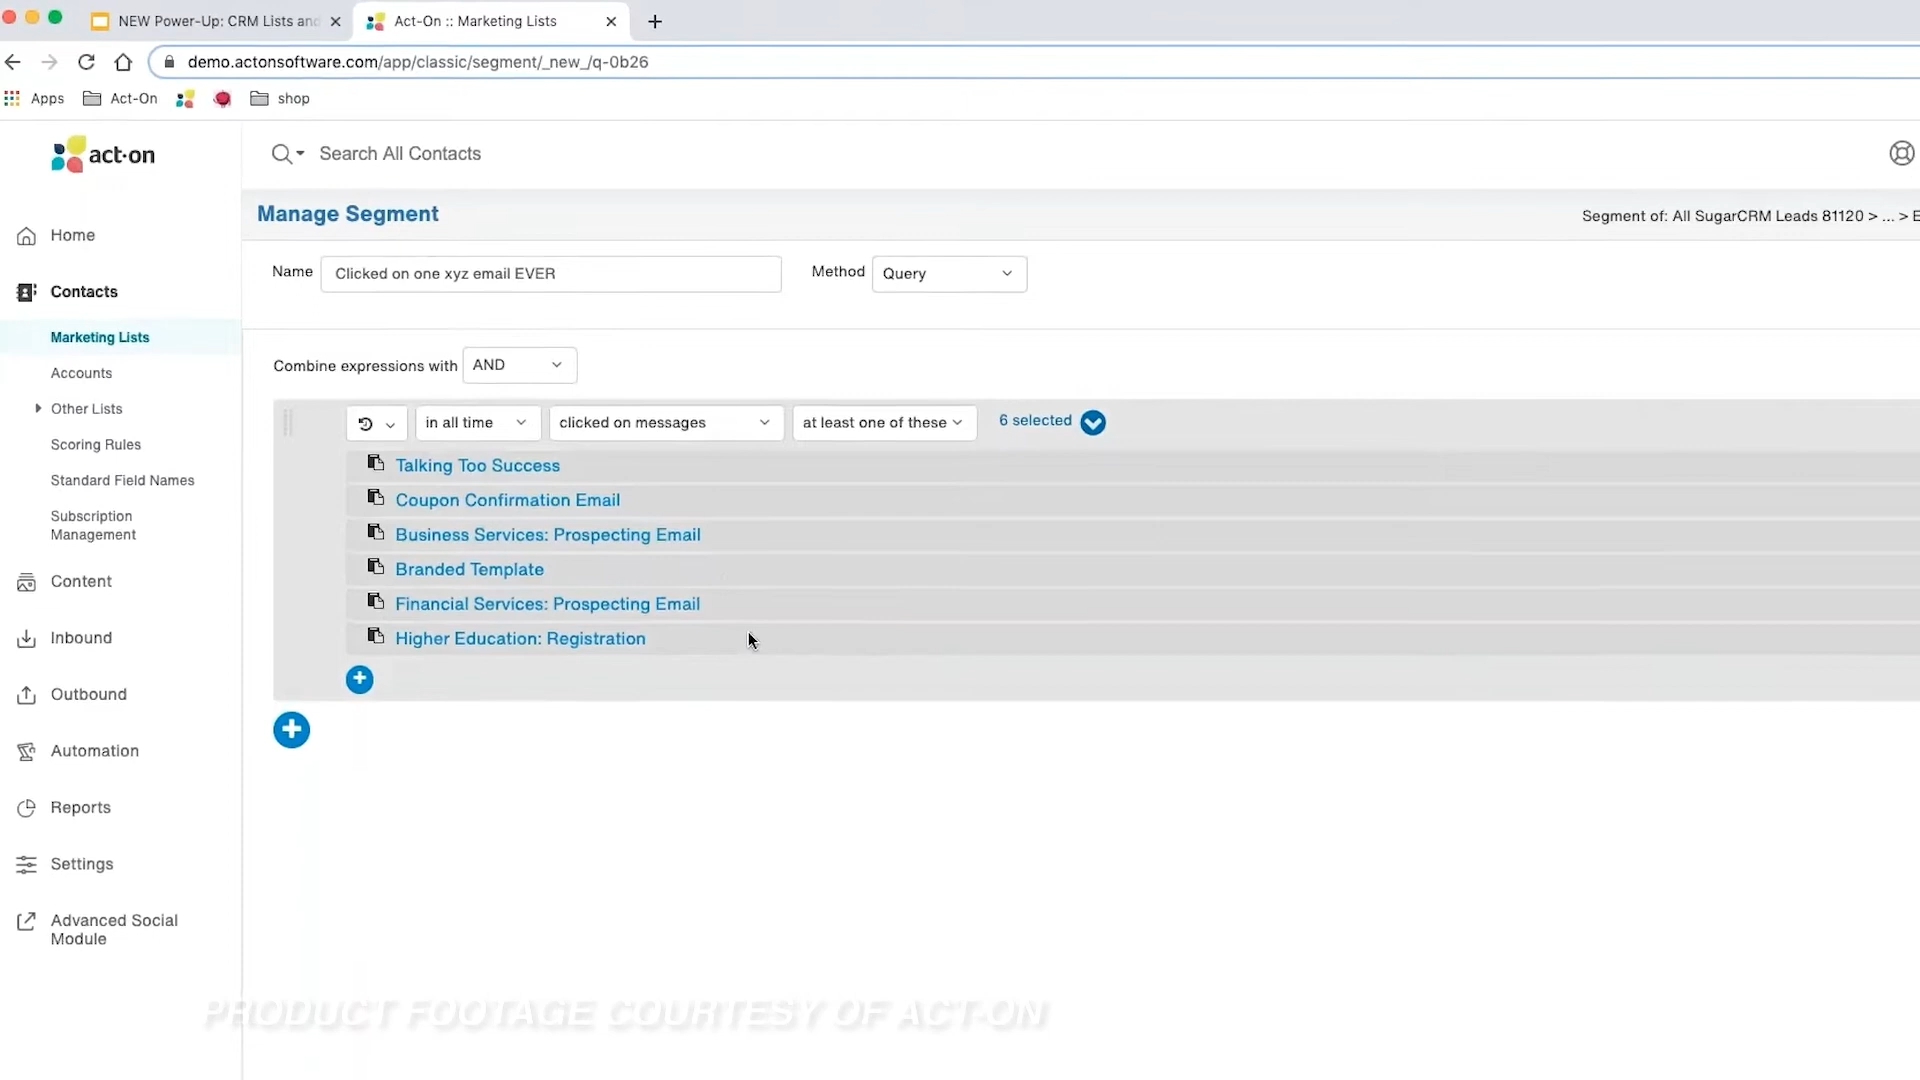 NEW Power-Up: CRM Lists and
Act-On :: Marketing Lists
demo.actonsoftware.com/app/classic/segment/_new_/q-0b26
Apps
Act-On
shop
act-on
Search All Contacts
Manage Segment
Segment of: All SugarCRM Leads 81120 > ... > E
Name
Clicked on one xyz email EVER
Method
Query
Home
Contacts
Marketing Lists
Accounts
Other Lists
Scoring Rules
Standard Field Names
Subscription
Management
Content
Inbound
Outbound
Automation
Reports
Settings
Advanced Social
Module
Combine expressions with
AND
in all time
clicked on messages
at least one of these
6 selected
Talking Too Success
Coupon Confirmation Email
Business Services: Prospecting Email
Branded Template
Financial Services: Prospecting Email
Higher Education: Registration
PRODUCT FOOTAGE COURTESY OF ACT-ON